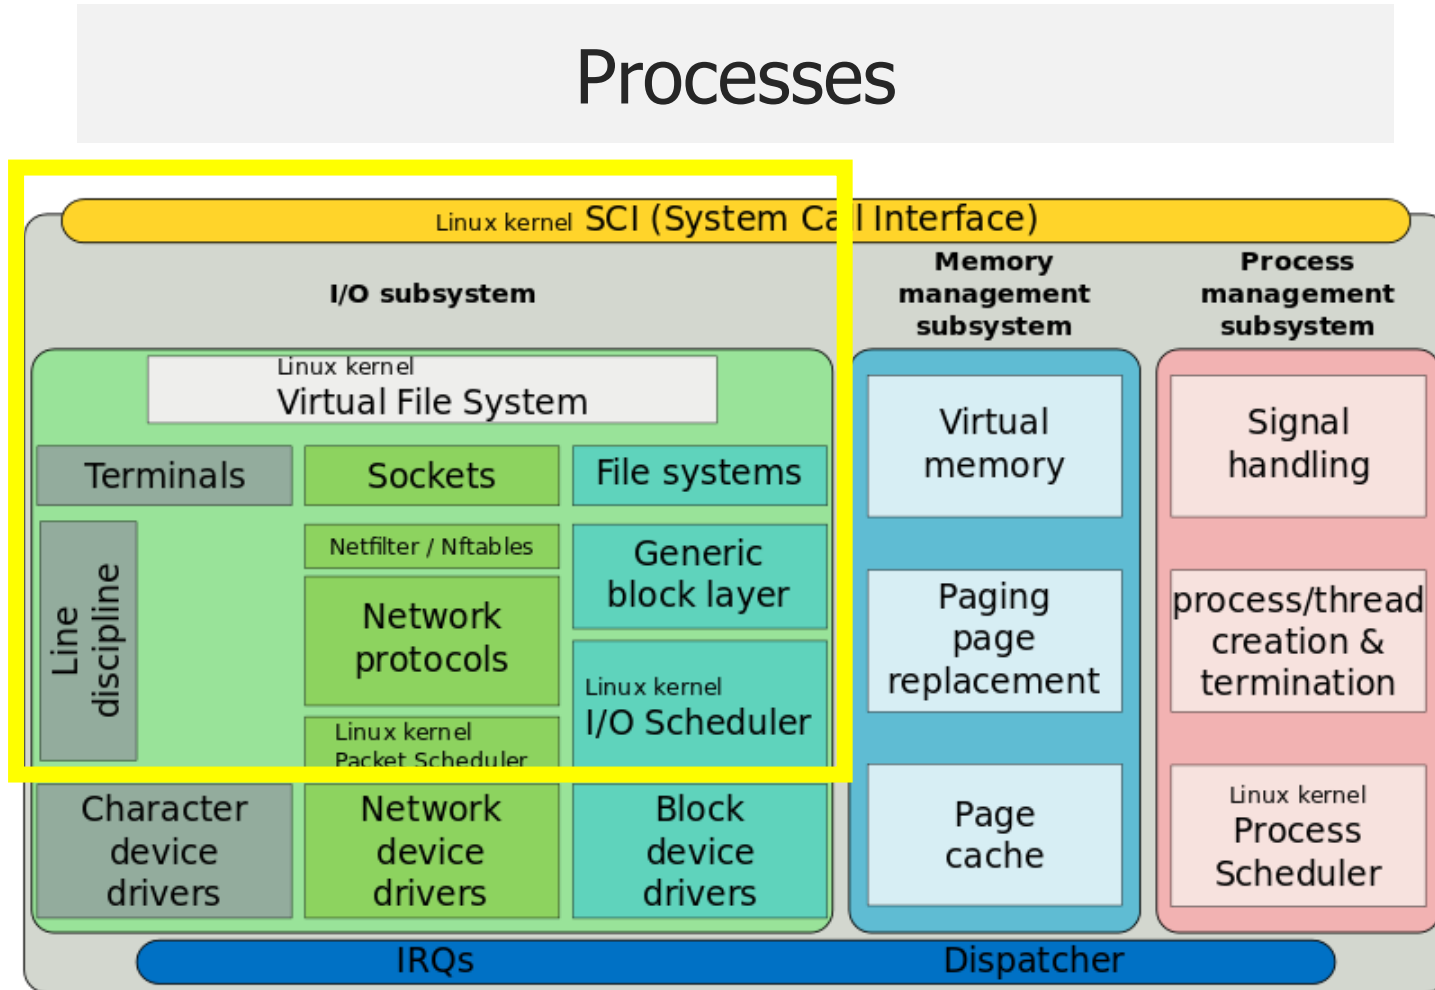 Processes
Linux kernel SCI (System Call Interface)
I/O subsystem
Memory
management
subsystem
Process
management
subsystem
Linux kernel
Virtual File System
Terminals
Sockets
File systems
Line
discipline
Netfilter / Nftables
Network
protocols
Linux kernel
Packet Scheduler
Generic
block layer
Linux kernel
I/O Scheduler
Character
device
drivers
Network
device
drivers
Block
device
drivers
Virtual
memory
Paging
page
replacement
Page
cache
Signal
handling
process/thread
creation &
termination
Linux kernel
Process
Scheduler
IRQs
Dispatcher